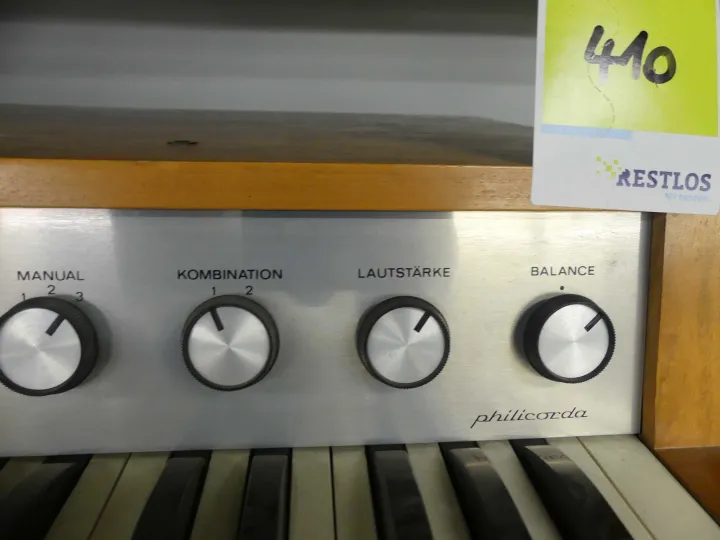 410
RESTLOS
MANUAL
1 2 3
KOMBINATION
1 2
LAUTSTÄRKE
BALANCE
philicorda